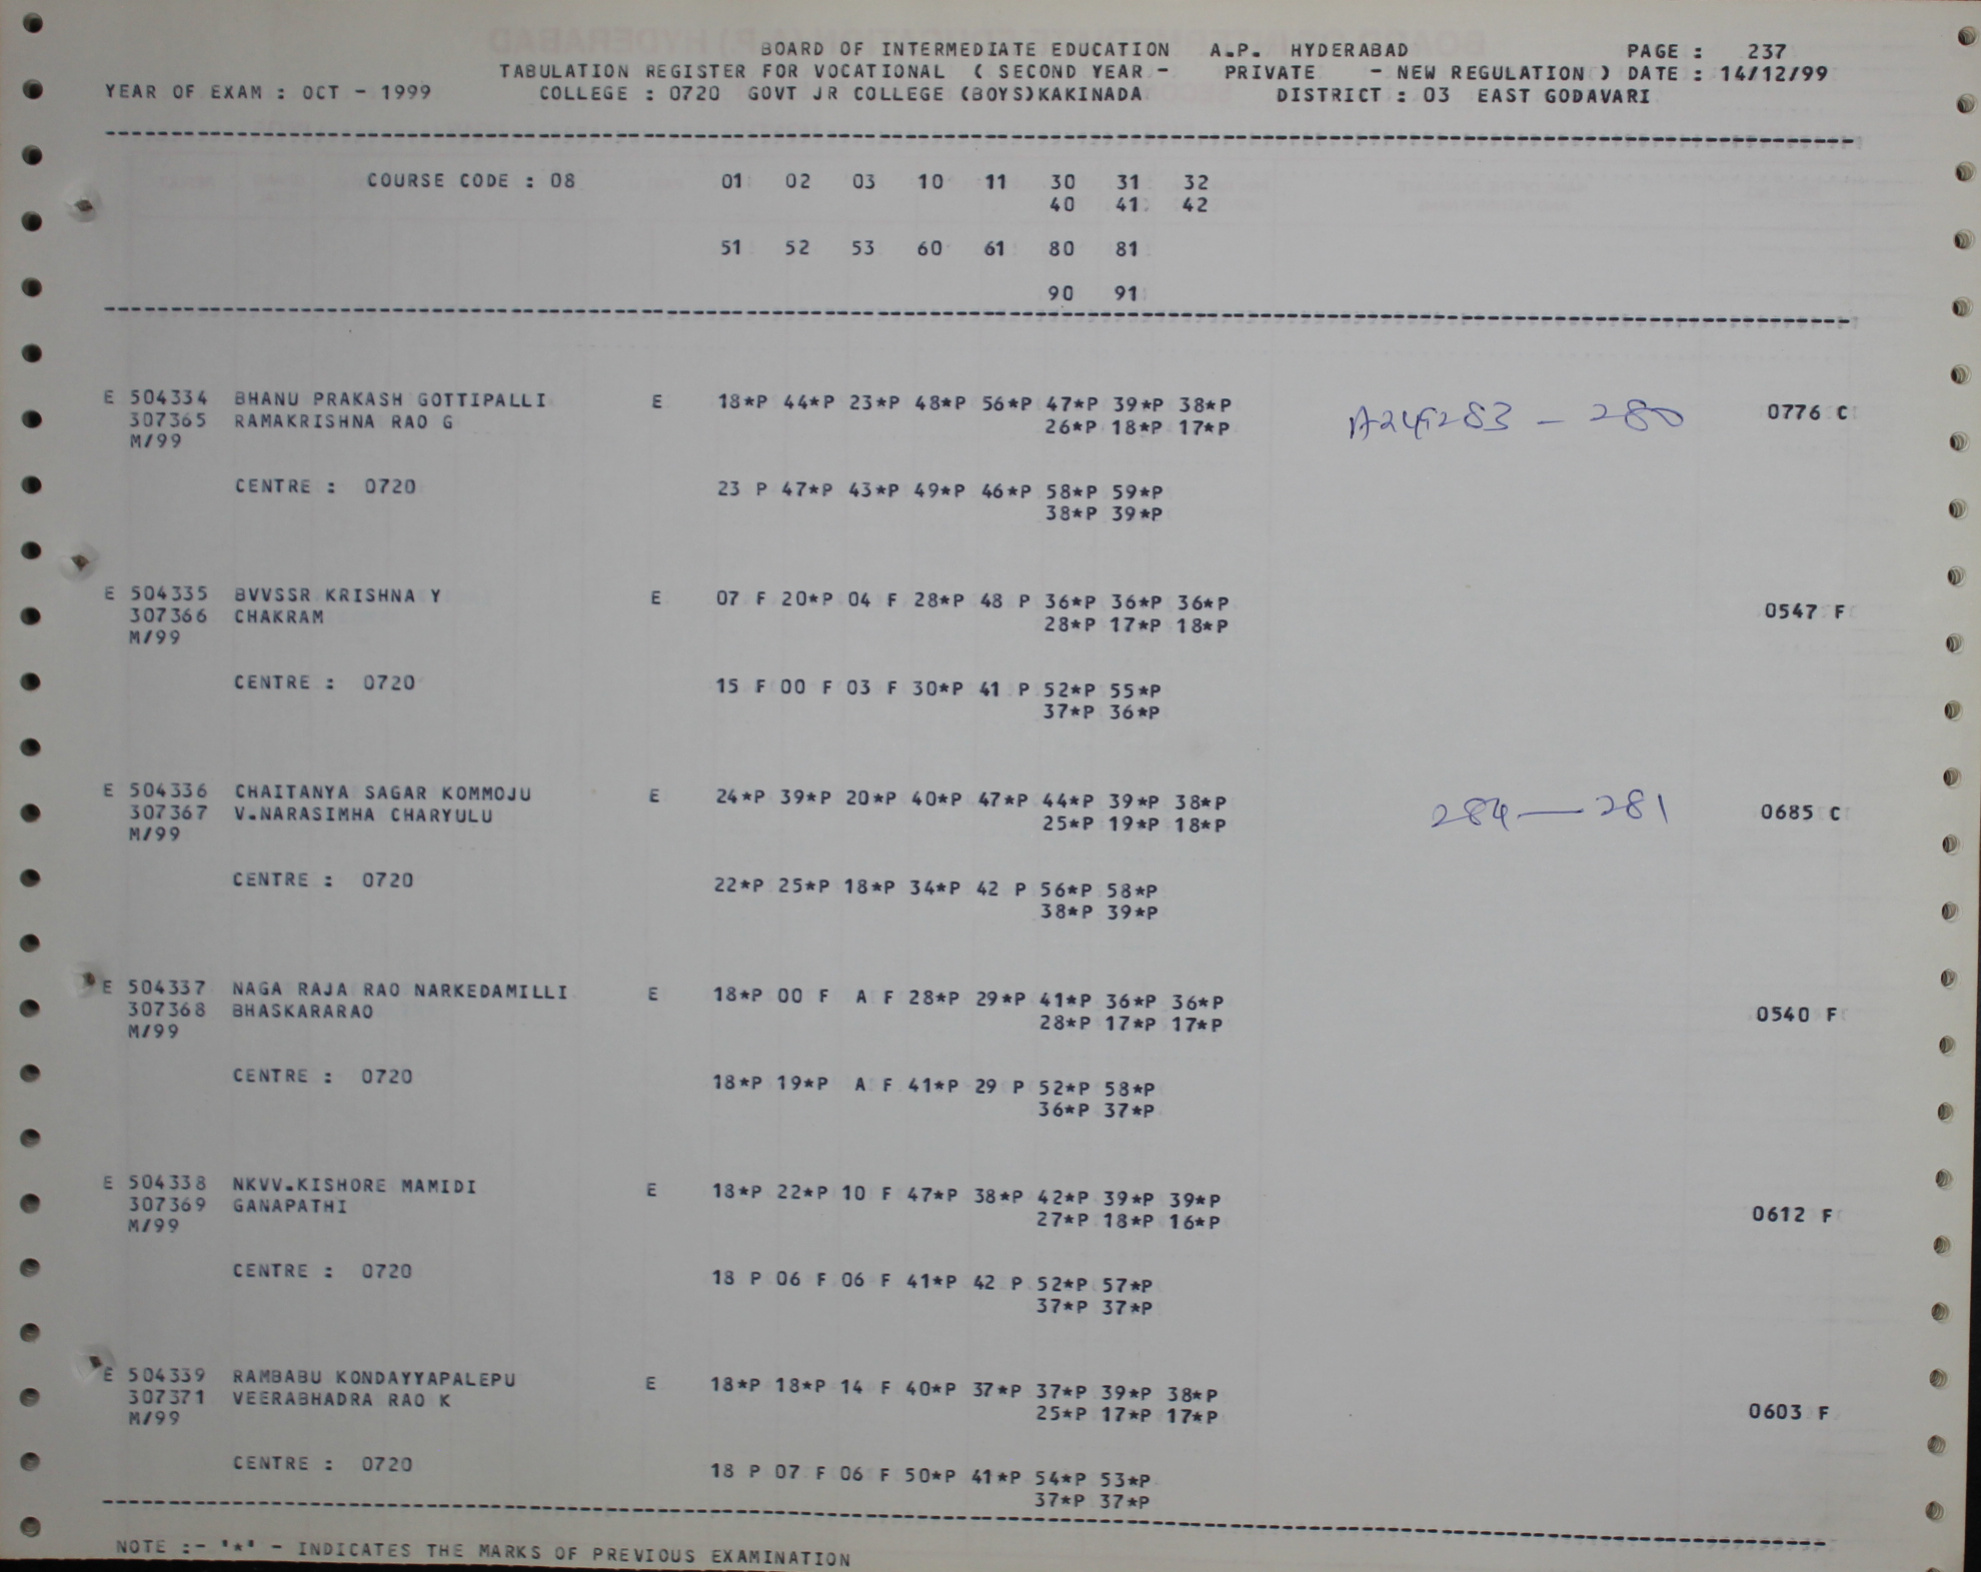 BOARD OF INTERMEDIATE EDUCATION A.P. HYDERABAD PAGE : 237
TABULATION REGISTER FOR VOCATIONAL ( SECOND YEAR - PRIVATE - NEW REGULATION ) DATE : 14/12/99
YEAR OF EXAM : OCT - 1999 COLLEGE : 0720 GOVT JR COLLEGE (BOYS)KAKINADA DISTRICT : 03 EAST GODAVARI
COURSE CODE : 08 01 02 03 10 11 30 31 32
40 41 42
51 52 53 60 61 80 81
90 91
E 504334 BHANU PRAKASH GOTTIPALLI E 18*P 44*P 23*P 48*P 56*P 47*P 39*P 38*P
307365 RAMAKRISHNA RAO G 26*P 18*P 17*P A249283 - 280 0776 C
M/99
CENTRE : 0720 23 P 47*P 43*P 49*P 46*P 58*P 59*P
38*P 39*P
E 504335 BVVSSR KRISHNA Y E 07 F 20*P 04 F 28*P 48 P 36*P 36*P 36*P
307366 CHAKRAM 28*P 17*P 18*P 0547 F
M/99
CENTRE : 0720 15 F 00 F 03 F 30*P 41 P 52*P 55*P
37*P 36*P
E 504336 CHAITANYA SAGAR KOMMOJU E 24*P 39*P 20*P 40*P 47*P 44*P 39*P 38*P
307367 V.NARASIMHA CHARYULU 25*P 19*P 18*P 284 - 281 0685 C
M/99
CENTRE : 0720 22*P 25*P 18*P 34*P 42 P 56*P 58*P
38*P 39*P
E 504337 NAGA RAJA RAO NARKEDAMILLI E 18*P 00 F A F 28*P 29*P 41*P 36*P 36*P
307368 BHASKARARAO 28*P 17*P 17*P 0540 F
M/99
CENTRE : 0720 18*P 19*P A F 41*P 29 P 52*P 58*P
36*P 37*P
E 504338 NKVV.KISHORE MAMIDI E 18*P 22*P 10 F 47*P 38*P 42*P 39*P 39*P
307369 GANAPATHI 27*P 18*P 16*P 0612 F
M/99
CENTRE : 0720 18 P 06 F 06 F 41*P 42 P 52*P 57*P
37*P 37*P
E 504339 RAMBABU KONDAYYAPALEPU E 18*P 18*P 14 F 40*P 37*P 37*P 39*P 38*P
307371 VEERABHADRA RAO K 25*P 17*P 17*P 0603 F
M/99
CENTRE : 0720 18 P 07 F 06 F 50*P 41*P 54*P 53*P
37*P 37*P
NOTE :- '*' - INDICATES THE MARKS OF PREVIOUS EXAMINATION